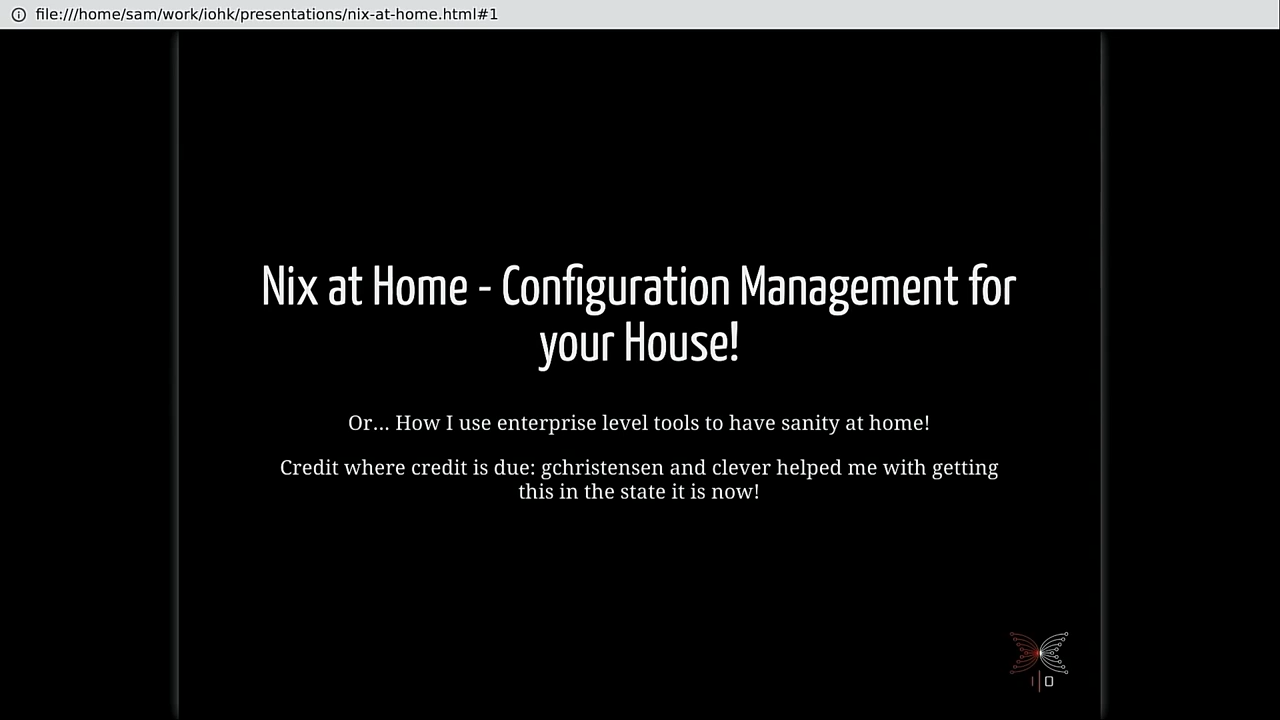 file:///home/sam/work/iohk/presentations/nix-at-home.html#1
Nix at Home - Configuration Management for
your House!
Or... How I use enterprise level tools to have sanity at home!
Credit where credit is due: gchristensen and clever helped me with getting
this in the state it is now!
I|O